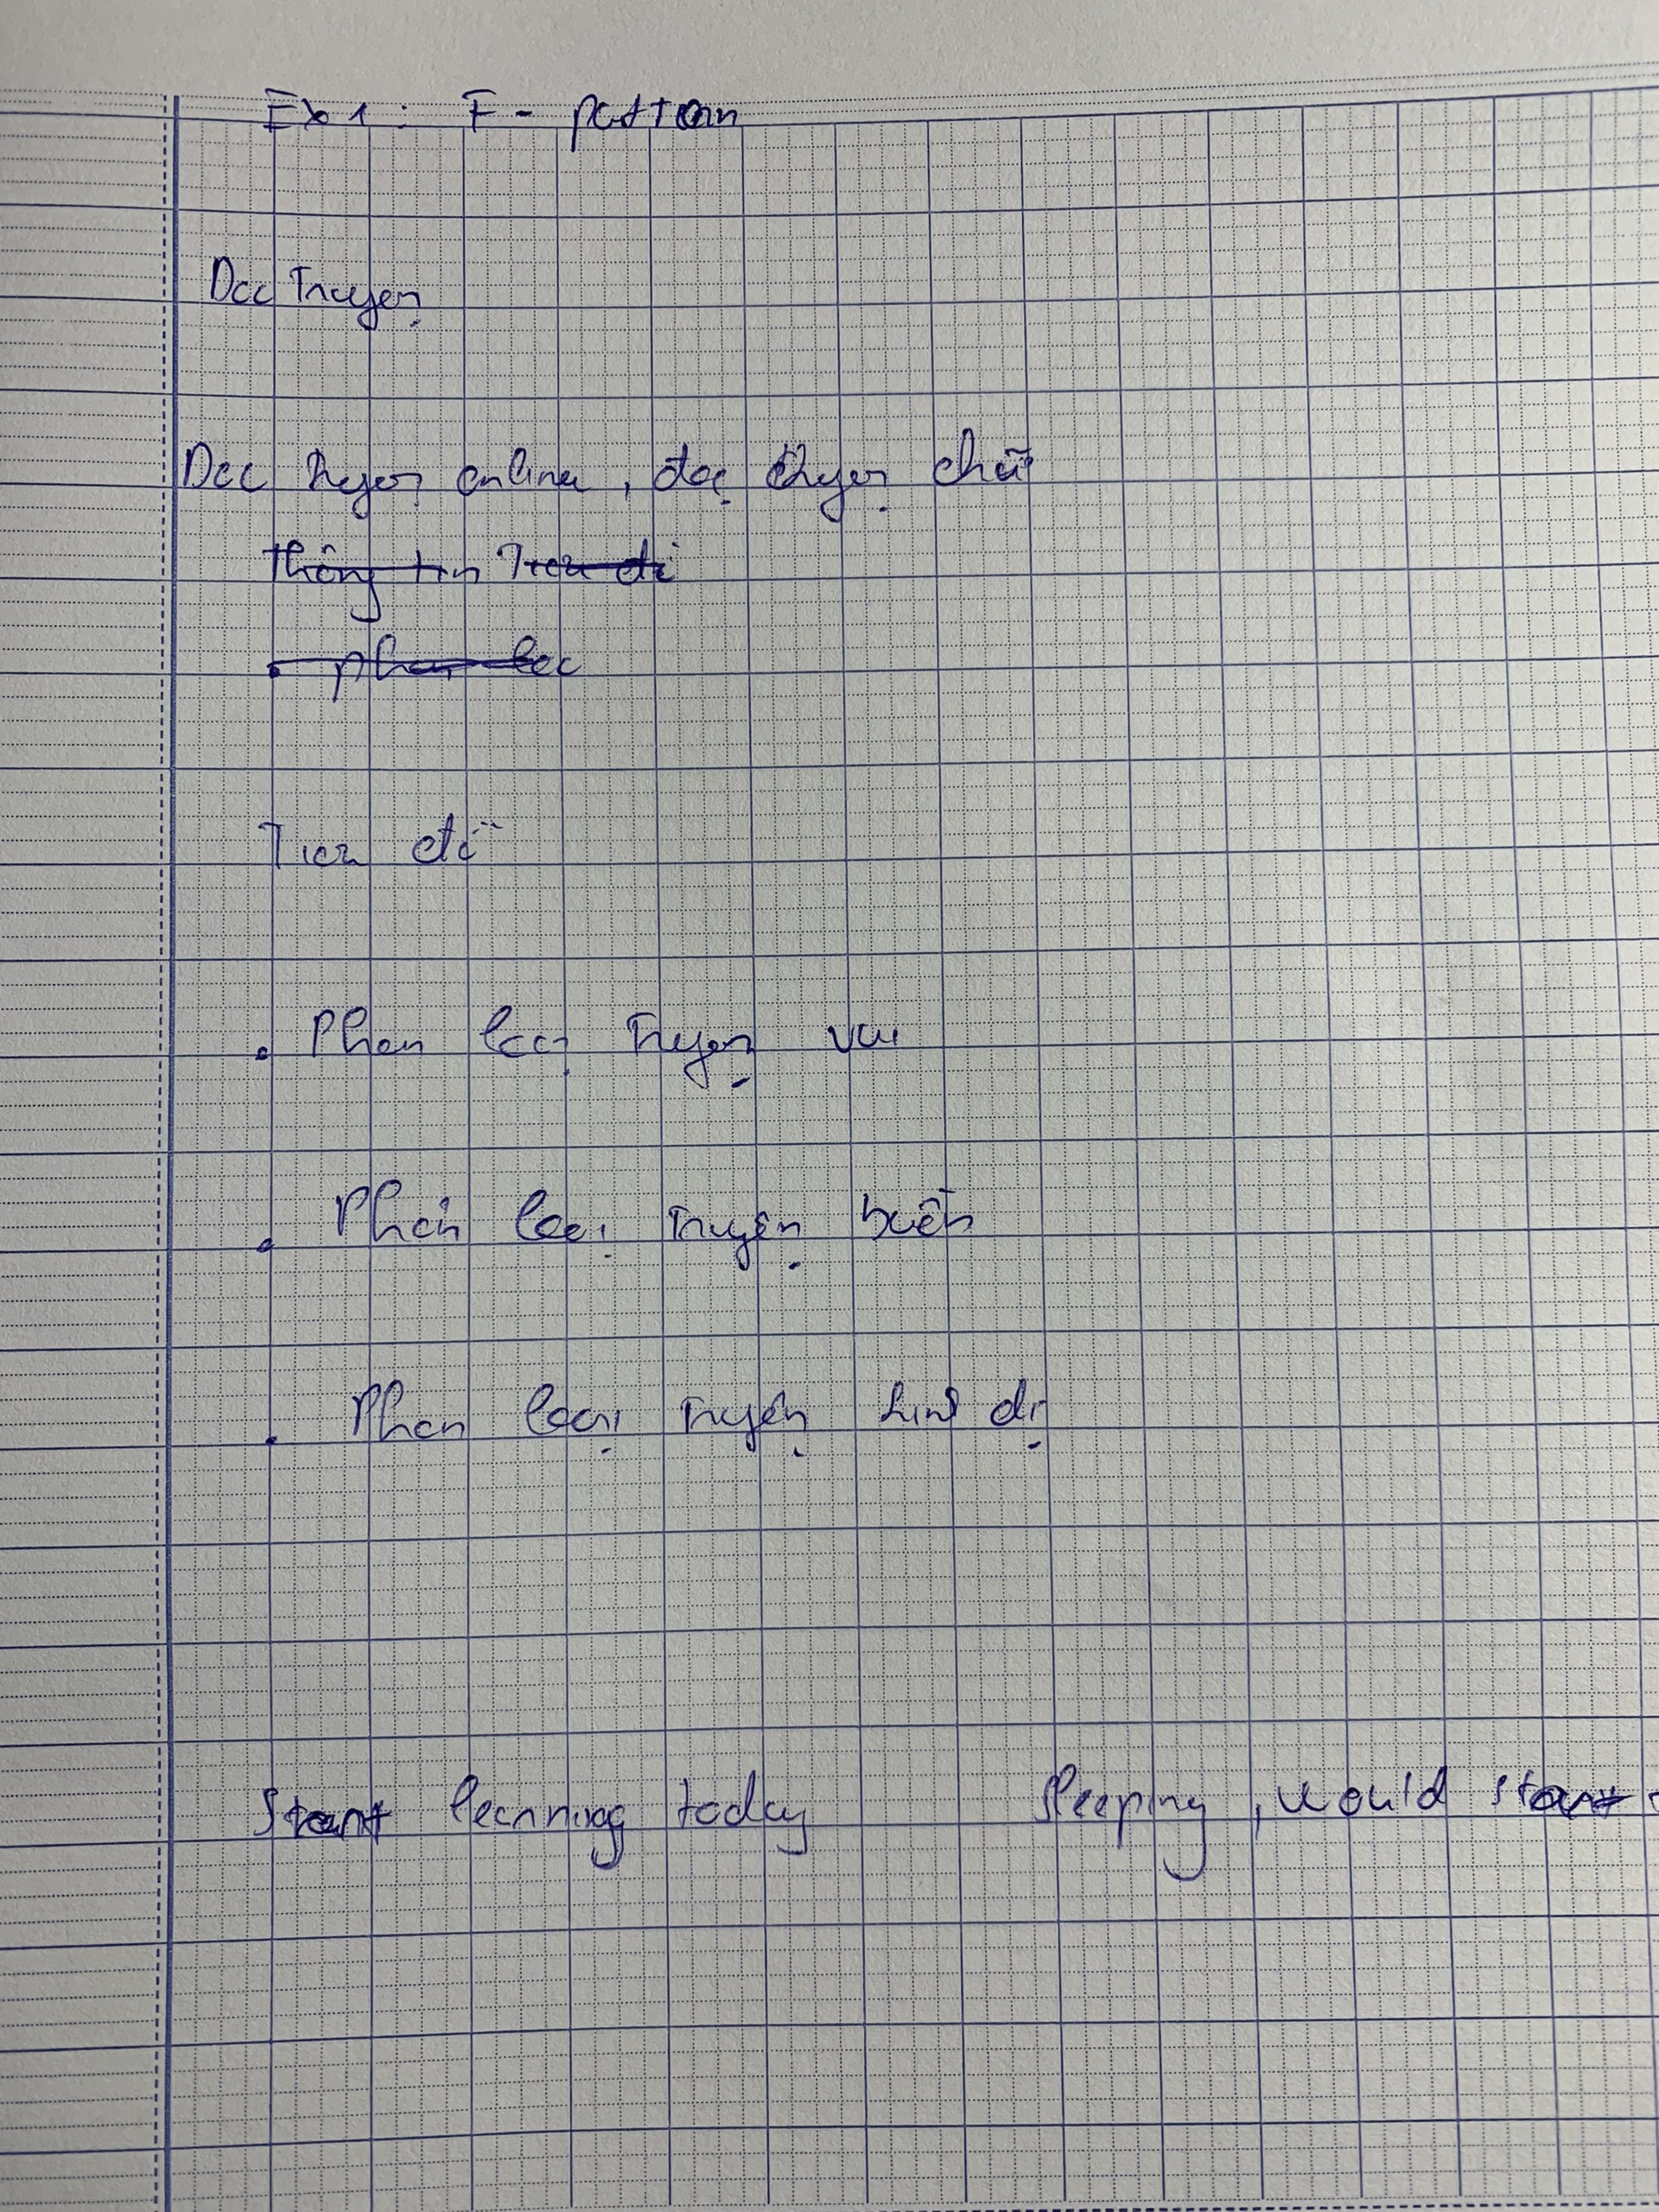 Ex 1 : F - pattern
Đọc Truyện
Đọc truyện online , đọc truyện chữ
Thông tin Tiêu đề
. phân loạ
Tiêu đề
. Phân loại Truyện vui
. Phân loại truyện buồn
. Phân loại truyện kinh dị
Start learning today sleeping , would start